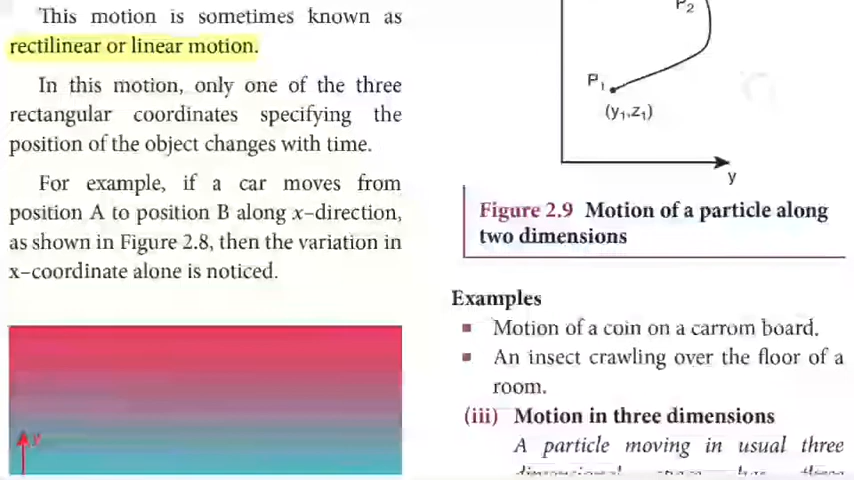 This motion is sometimes known as
rectilinear or linear motion.
In this motion, only one of the three
rectangular coordinates specifying the
position of the object changes with time.
For example, if a car moves from
position A to position B along x–direction,
as shown in Figure 2.8, then the variation in
x–coordinate alone is noticed.
y
P2
P1
(y1,z1)
y
Figure 2.9 Motion of a particle along
two dimensions
Examples
Motion of a coin on a carrom board.
An insect crawling over the floor of a
room.
(iii) Motion in three dimensions
A particle moving in usual three